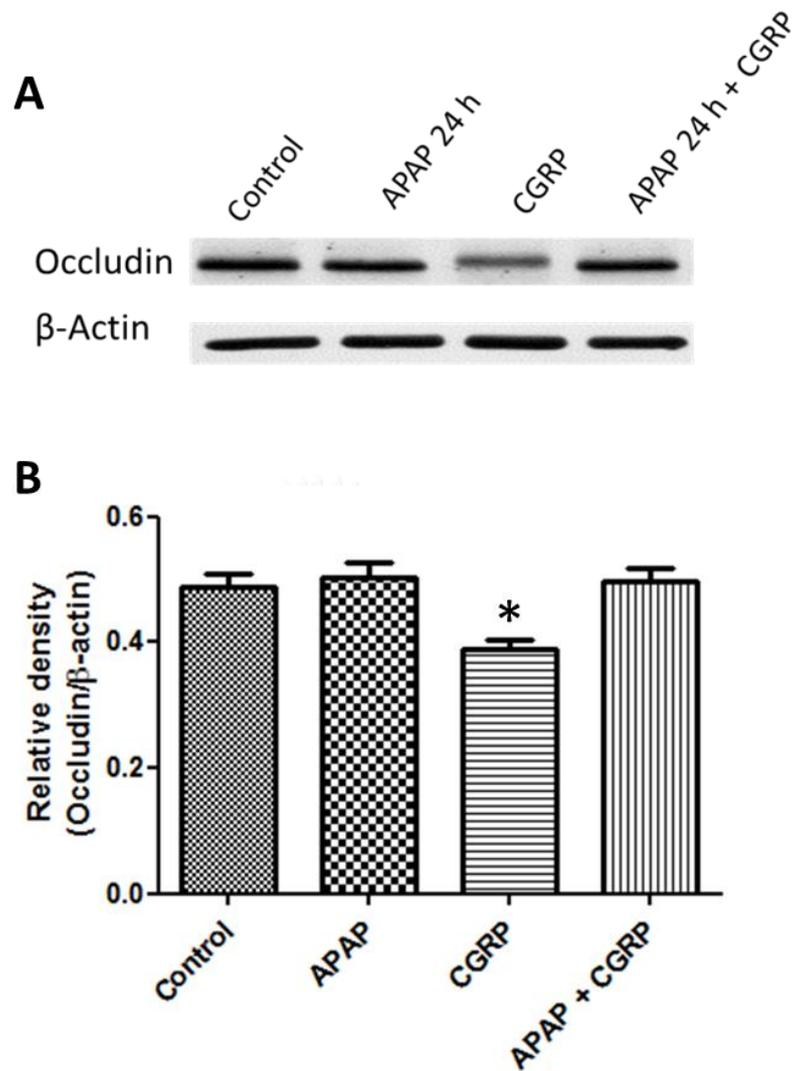 A
Control
APAP 24 h
CGRP
APAP 24 h + CGRP
Occludin
β-Actin
B
Relative density
(Occludin/β-actin)
0.6
0.4
0.2
0.0
*
Control
APAP
CGRP
APAP + CGRP